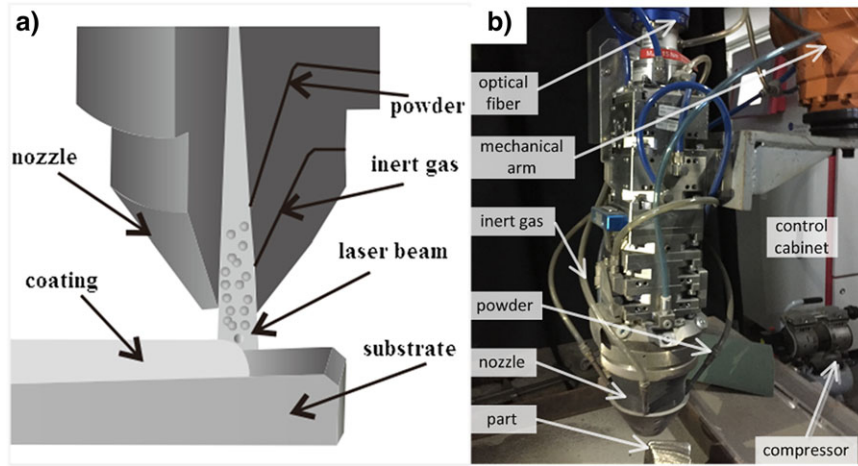 a)
powder
nozzle
inert gas
laser beam
coating
substrate
b)
optical
fiber
mechanical
arm
inert gas
control
cabinet
powder
nozzle
part
compressor